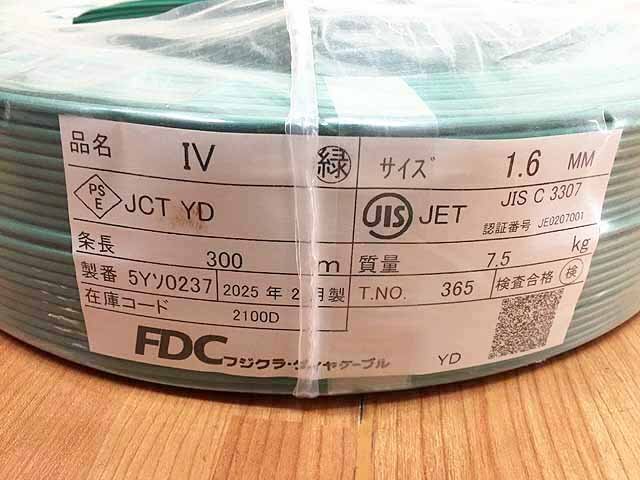 品名 IV 緑 サイズ 1.6 MM
PS E JCT YD JIS JET JIS C 3307
認証番号 JE0207001
条長 300 m 質量 7.5 kg
製番 5Yソ0237 2025 年 2 月製 T.NO. 365 検査合格 検
在庫コード 2100D
FDC フジクラ・ダイヤケーブル YD